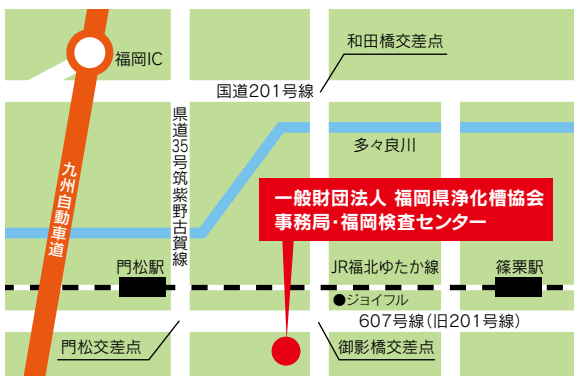 和田橋交差点
福岡IC
国道201号線
県道35号筑紫野古賀線
多々良川
九州自動車道
一般財団法人 福岡県浄化槽協会
事務局・福岡検査センター
門松駅
JR福北ゆたか線
篠栗駅
●ジョイフル
607号線(旧201号線)
門松交差点
御影橋交差点